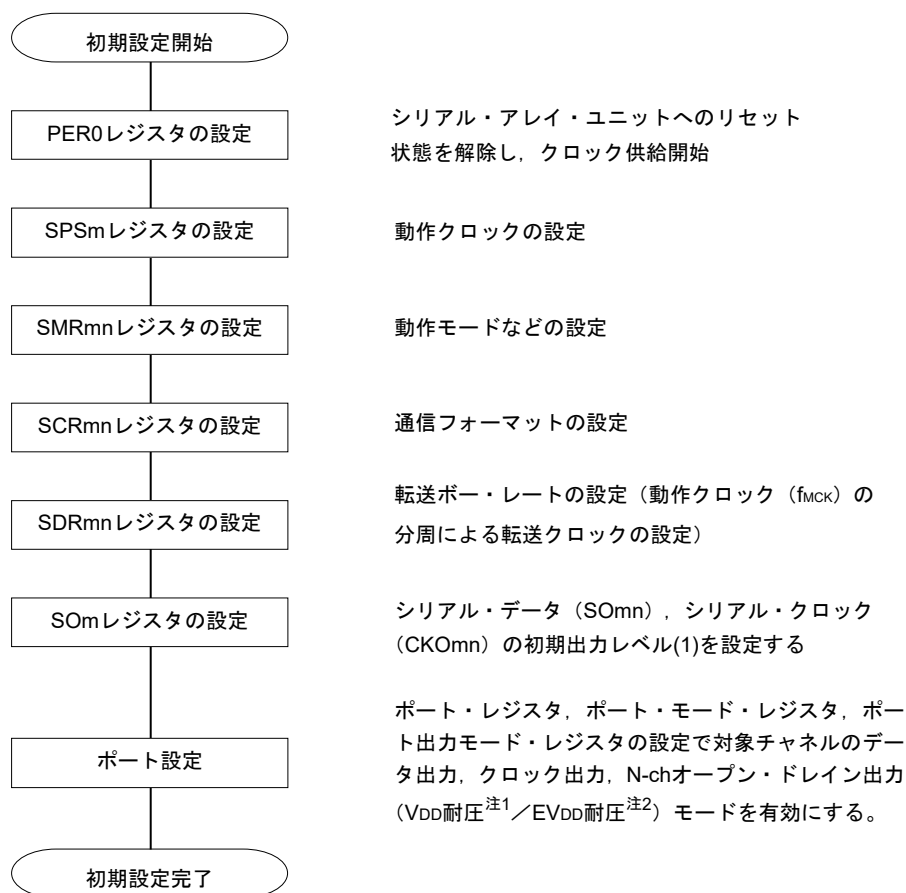 初期設定開始
PER0レジスタの設定
シリアル・アレイ・ユニットへのリセット
状態を解除し，クロック供給開始
SPSmレジスタの設定
動作クロックの設定
SMRmnレジスタの設定
動作モードなどの設定
SCRmnレジスタの設定
通信フォーマットの設定
SDRmnレジスタの設定
転送ボー・レートの設定（動作クロック（fMCK）の
分周による転送クロックの設定）
SOmレジスタの設定
シリアル・データ（SOmn），シリアル・クロック
（CKOmn）の初期出力レベル(1)を設定する
ポート設定
ポート・レジスタ，ポート・モード・レジスタ，ポー
ト出力モード・レジスタの設定で対象チャネルのデー
タ出力，クロック出力，N-chオープン・ドレイン出力
（VDD耐圧注1／EVDD耐圧注2）モードを有効にする。
初期設定完了